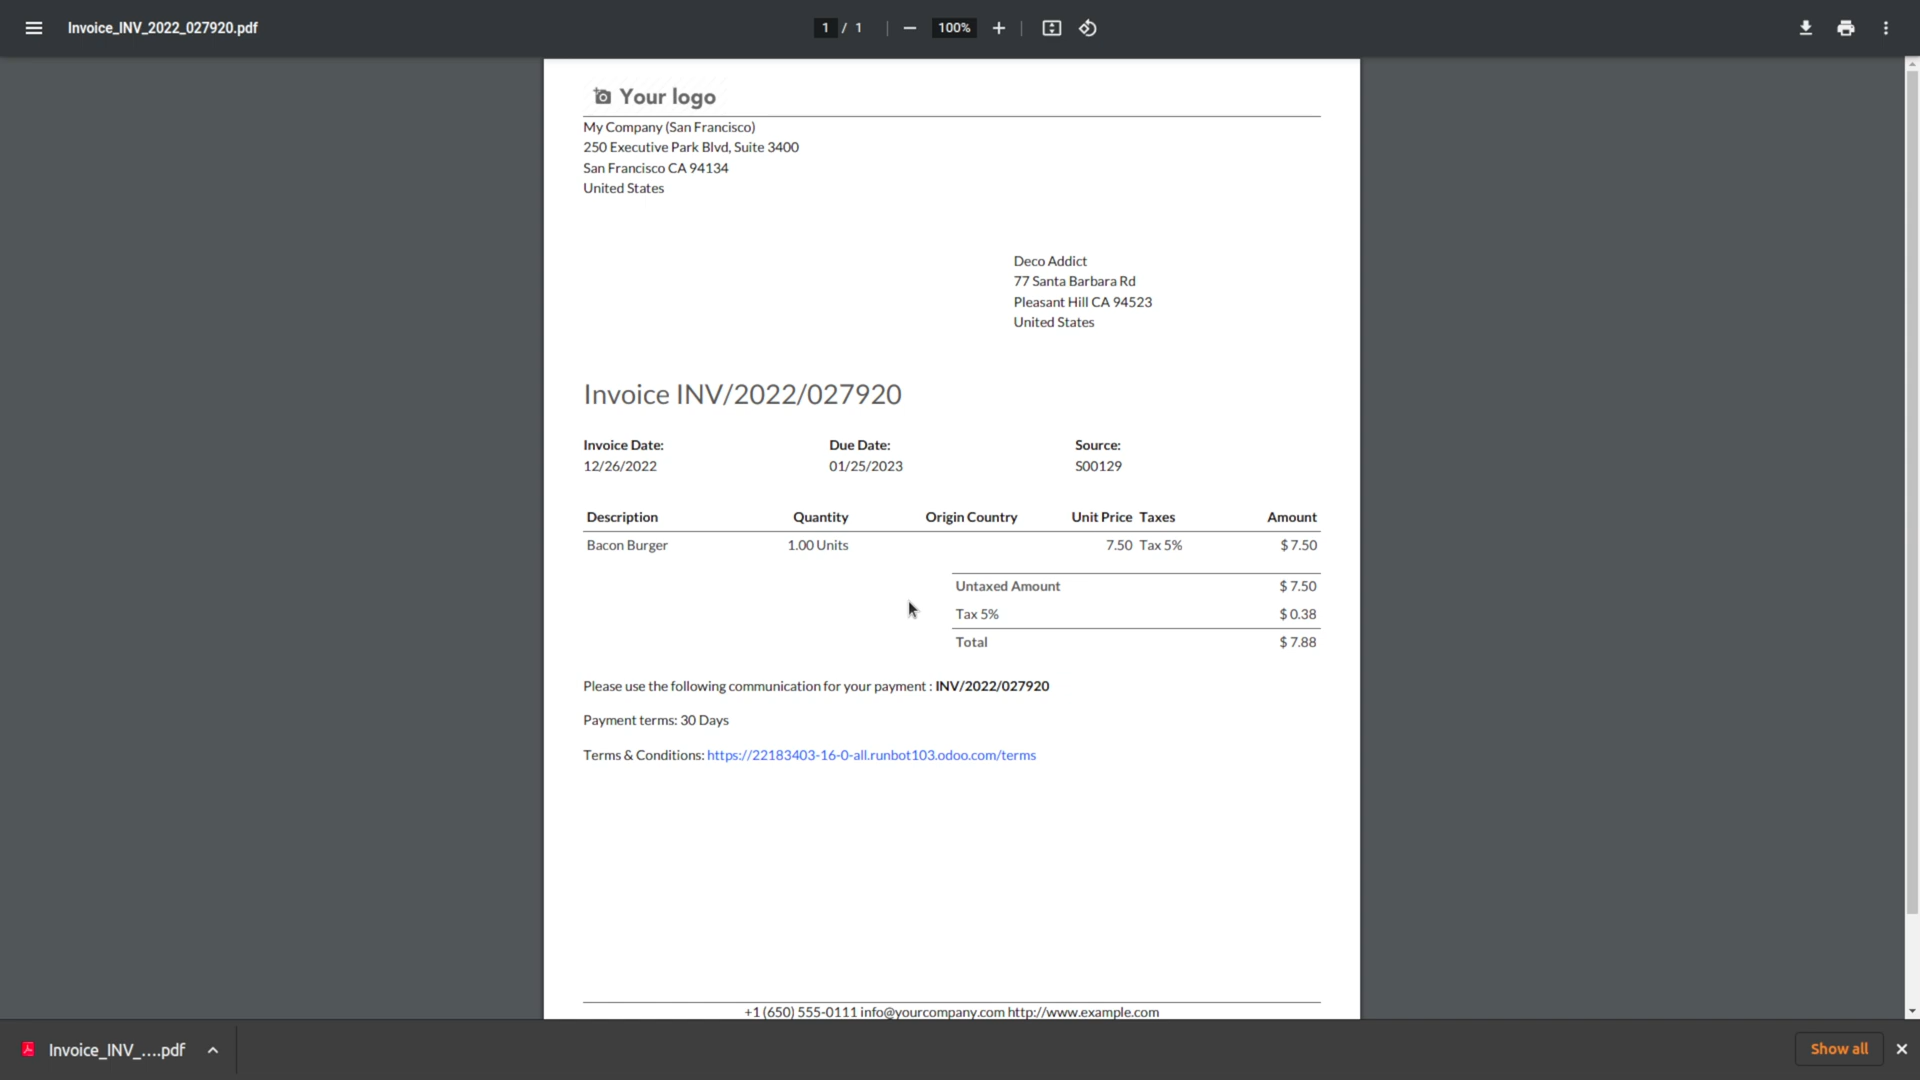 Invoice_INV_2022_027920.pdf
1 / 1
100%
Your logo
My Company (San Francisco)
250 Executive Park Blvd, Suite 3400
San Francisco CA 94134
United States
Deco Addict
77 Santa Barbara Rd
Pleasant Hill CA 94523
United States
Invoice INV/2022/027920
Invoice Date: Due Date: Source:
12/26/2022 01/25/2023 S00129
Description Quantity Origin Country Unit Price Taxes Amount
Bacon Burger 1.00 Units 7.50 Tax 5% $ 7.50
Untaxed Amount $ 7.50
Tax 5% $ 0.38
Total $ 7.88
Please use the following communication for your payment : INV/2022/027920
Payment terms: 30 Days
Terms & Conditions: https://22183403-16-0-all.runbot103.odoo.com/terms
+1 (650) 555-0111 info@yourcompany.com http://www.example.com
Invoice_INV_....pdf
Show all